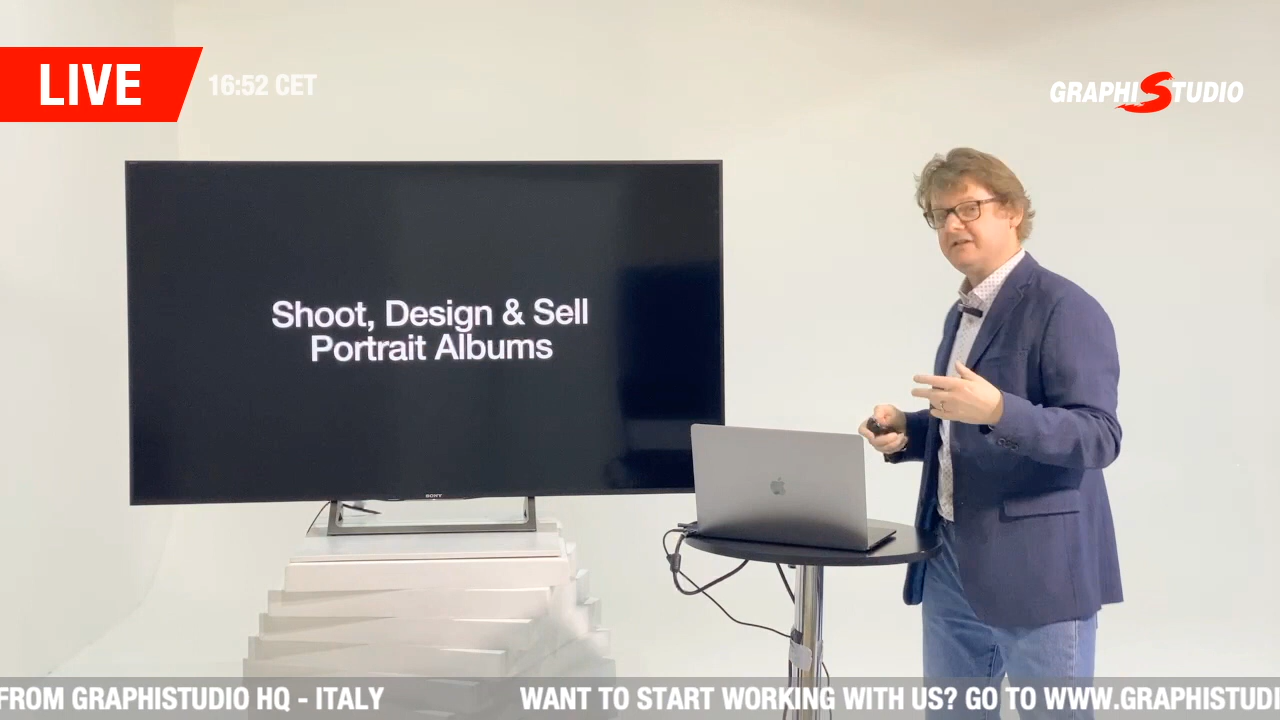 LIVE
16:52 CET
GRAPHISTUDIO
Shoot, Design & Sell
Portrait Albums
SONY
FROM GRAPHISTUDIO HQ - ITALY
WANT TO START WORKING WITH US? GO TO WWW.GRAPHISTUDI